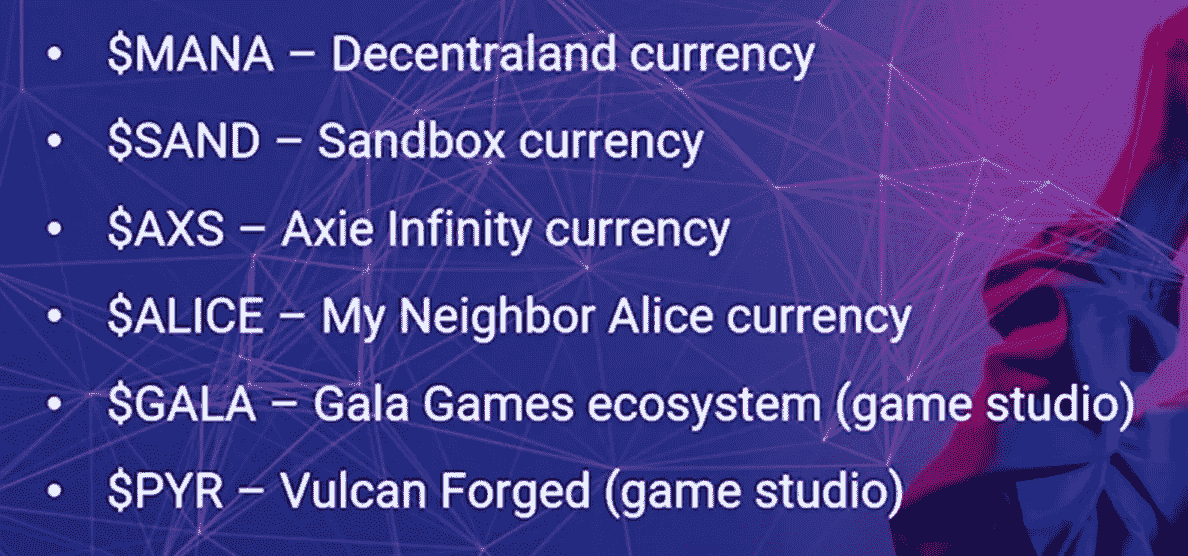 • $MANA – Decentraland currency
• $SAND – Sandbox currency
• $AXS – Axie Infinity currency
• $ALICE – My Neighbor Alice currency
• $GALA – Gala Games ecosystem (game studio)
• $PYR – Vulcan Forged (game studio)